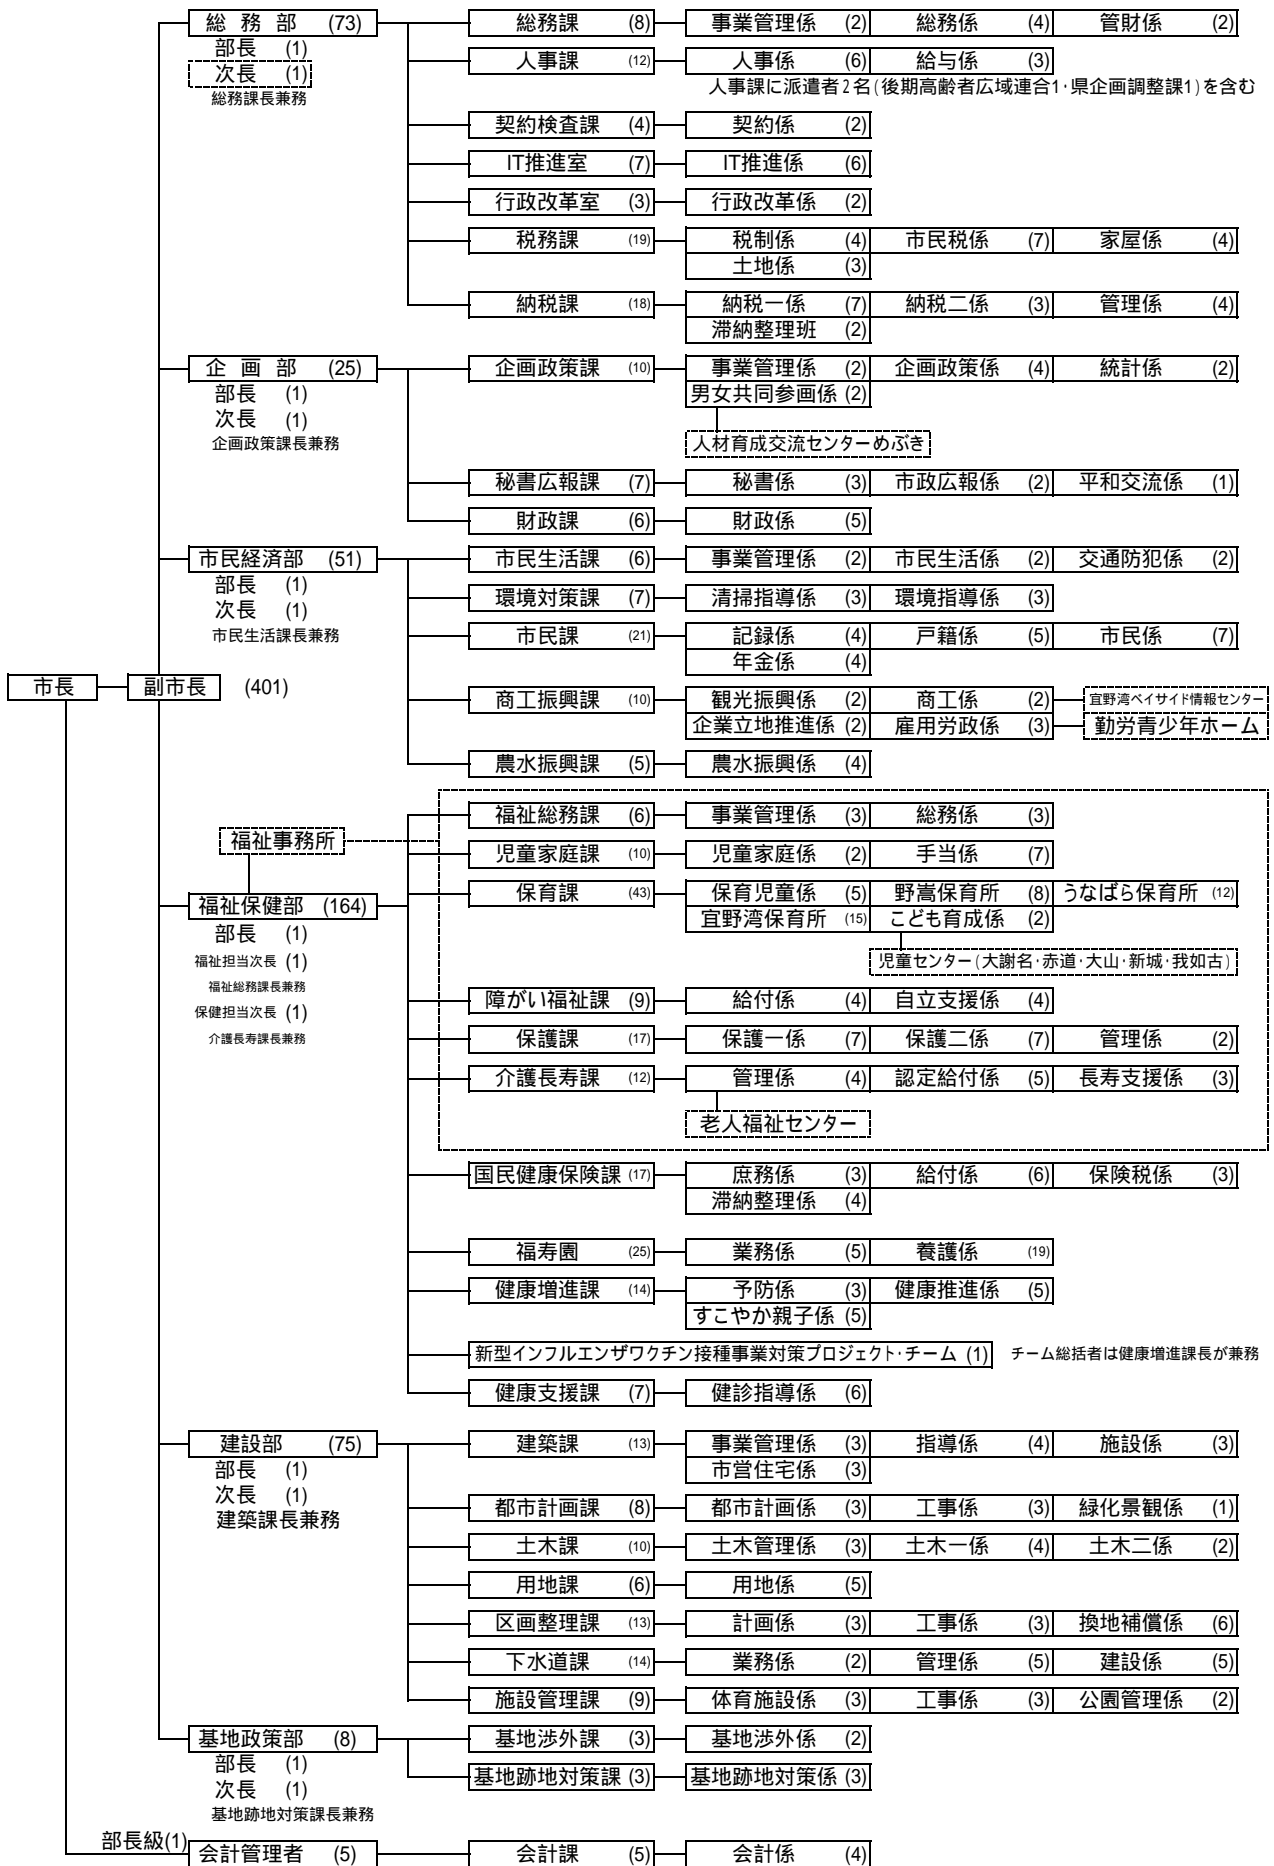 総務部 (73) 総務課 (8) 事業管理係 (2) 総務係 (4) 管財係 (2)
部長 (1)
次長 (1)
総務課長兼務
人事課 (12) 人事係 (6) 給与係 (3)
人事課に派遣者2名(後期高齢者広域連合1・県企画調整課1)を含む
契約検査課 (4) 契約係 (2)
IT推進室 (7) IT推進係 (6)
行政改革室 (3) 行政改革係 (2)
税務課 (19) 税制係 (4) 市民税係 (7) 家屋係 (4)
土地係 (3)
納税課 (18) 納税一係 (7) 納税二係 (3) 管理係 (4)
滞納整理班 (2)
企画部 (25) 企画政策課 (10) 事業管理係 (2) 企画政策係 (4) 統計係 (2)
部長 (1)
次長 (1)
企画政策課長兼務
男女共同参画係 (2)
人材育成交流センターめぶき
秘書広報課 (7) 秘書係 (3) 市政広報係 (2) 平和交流係 (1)
財政課 (6) 財政係 (5)
市民経済部 (51) 市民生活課 (6) 事業管理係 (2) 市民生活係 (2) 交通防犯係 (2)
部長 (1)
次長 (1)
市民生活課長兼務
環境対策課 (7) 清掃指導係 (3) 環境指導係 (3)
市民課 (21) 記録係 (4) 戸籍係 (5) 市民係 (7)
年金係 (4)
市長 副市長 (401)
商工振興課 (10) 観光振興係 (2) 商工係 (2) 宜野湾ベイサイド情報センター
企業立地推進係 (2) 雇用労政係 (3) 勤労青少年ホーム
農水振興課 (5) 農水振興係 (4)
福祉事務所
福祉総務課 (6) 事業管理係 (3) 総務係 (3)
児童家庭課 (10) 児童家庭係 (2) 手当係 (7)
福祉保健部 (164)
部長 (1)
福祉担当次長 (1)
福祉総務課長兼務
保健担当次長 (1)
介護長寿課長兼務
保育課 (43) 保育児童係 (5) 野嵩保育所 (8) うなばら保育所 (12)
宜野湾保育所 (15) こども育成係 (2)
児童センター(大謝名・赤道・大山・新城・我如古)
障がい福祉課 (9) 給付係 (4) 自立支援係 (4)
保護課 (17) 保護一係 (7) 保護二係 (7) 管理係 (2)
介護長寿課 (12) 管理係 (4) 認定給付係 (5) 長寿支援係 (3)
老人福祉センター
国民健康保険課 (17) 庶務係 (3) 給付係 (6) 保険税係 (3)
滞納整理係 (4)
福寿園 (25) 業務係 (5) 養護係 (19)
健康増進課 (14) 予防係 (3) 健康推進係 (5)
すこやか親子係 (5)
新型インフルエンザワクチン接種事業対策プロジェクト・チーム (1) チーム総括者は健康増進課長が兼務
健康支援課 (7) 健診指導係 (6)
建設部 (75) 建築課 (13) 事業管理係 (3) 指導係 (4) 施設係 (3)
部長 (1)
次長 (1)
建築課長兼務
市営住宅係 (3)
都市計画課 (8) 都市計画係 (3) 工事係 (3) 緑化景観係 (1)
土木課 (10) 土木管理係 (3) 土木一係 (4) 土木二係 (2)
用地課 (6) 用地係 (5)
区画整理課 (13) 計画係 (3) 工事係 (3) 換地補償係 (6)
下水道課 (14) 業務係 (2) 管理係 (5) 建設係 (5)
施設管理課 (9) 体育施設係 (3) 工事係 (3) 公園管理係 (2)
基地政策部 (8) 基地渉外課 (3) 基地渉外係 (2)
部長 (1)
次長 (1)
基地跡地対策課長兼務
基地跡地対策課 (3) 基地跡地対策係 (3)
部長級(1)
会計管理者 (5) 会計課 (5) 会計係 (4)